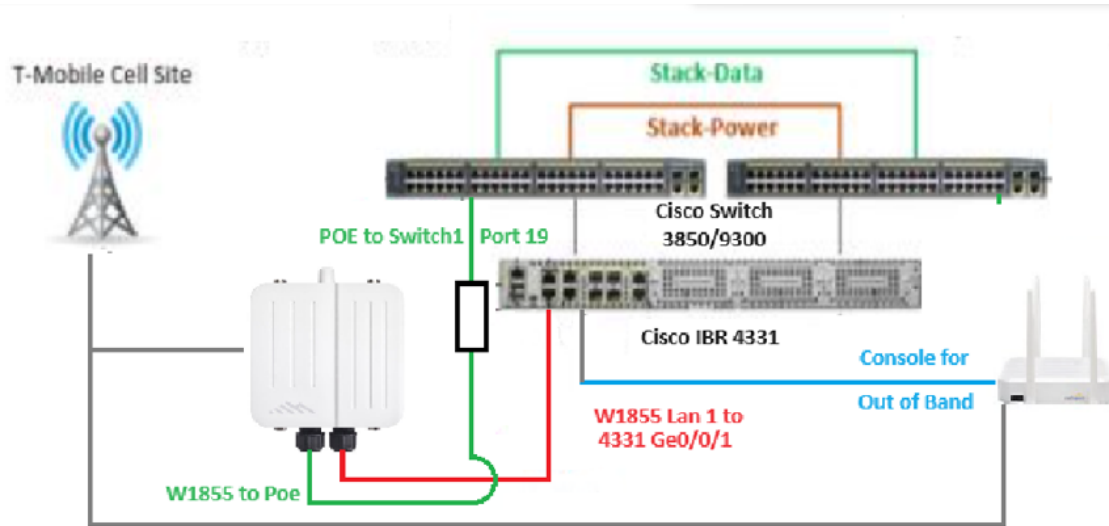 T-Mobile Cell Site
Stack-Data
Stack-Power
Cisco Switch
3850/9300
POE to Switch1 Port 19
Cisco IBR 4331
Console for
Out of Band
W1855 Lan 1 to
4331 Ge0/0/1
W1855 to Poe